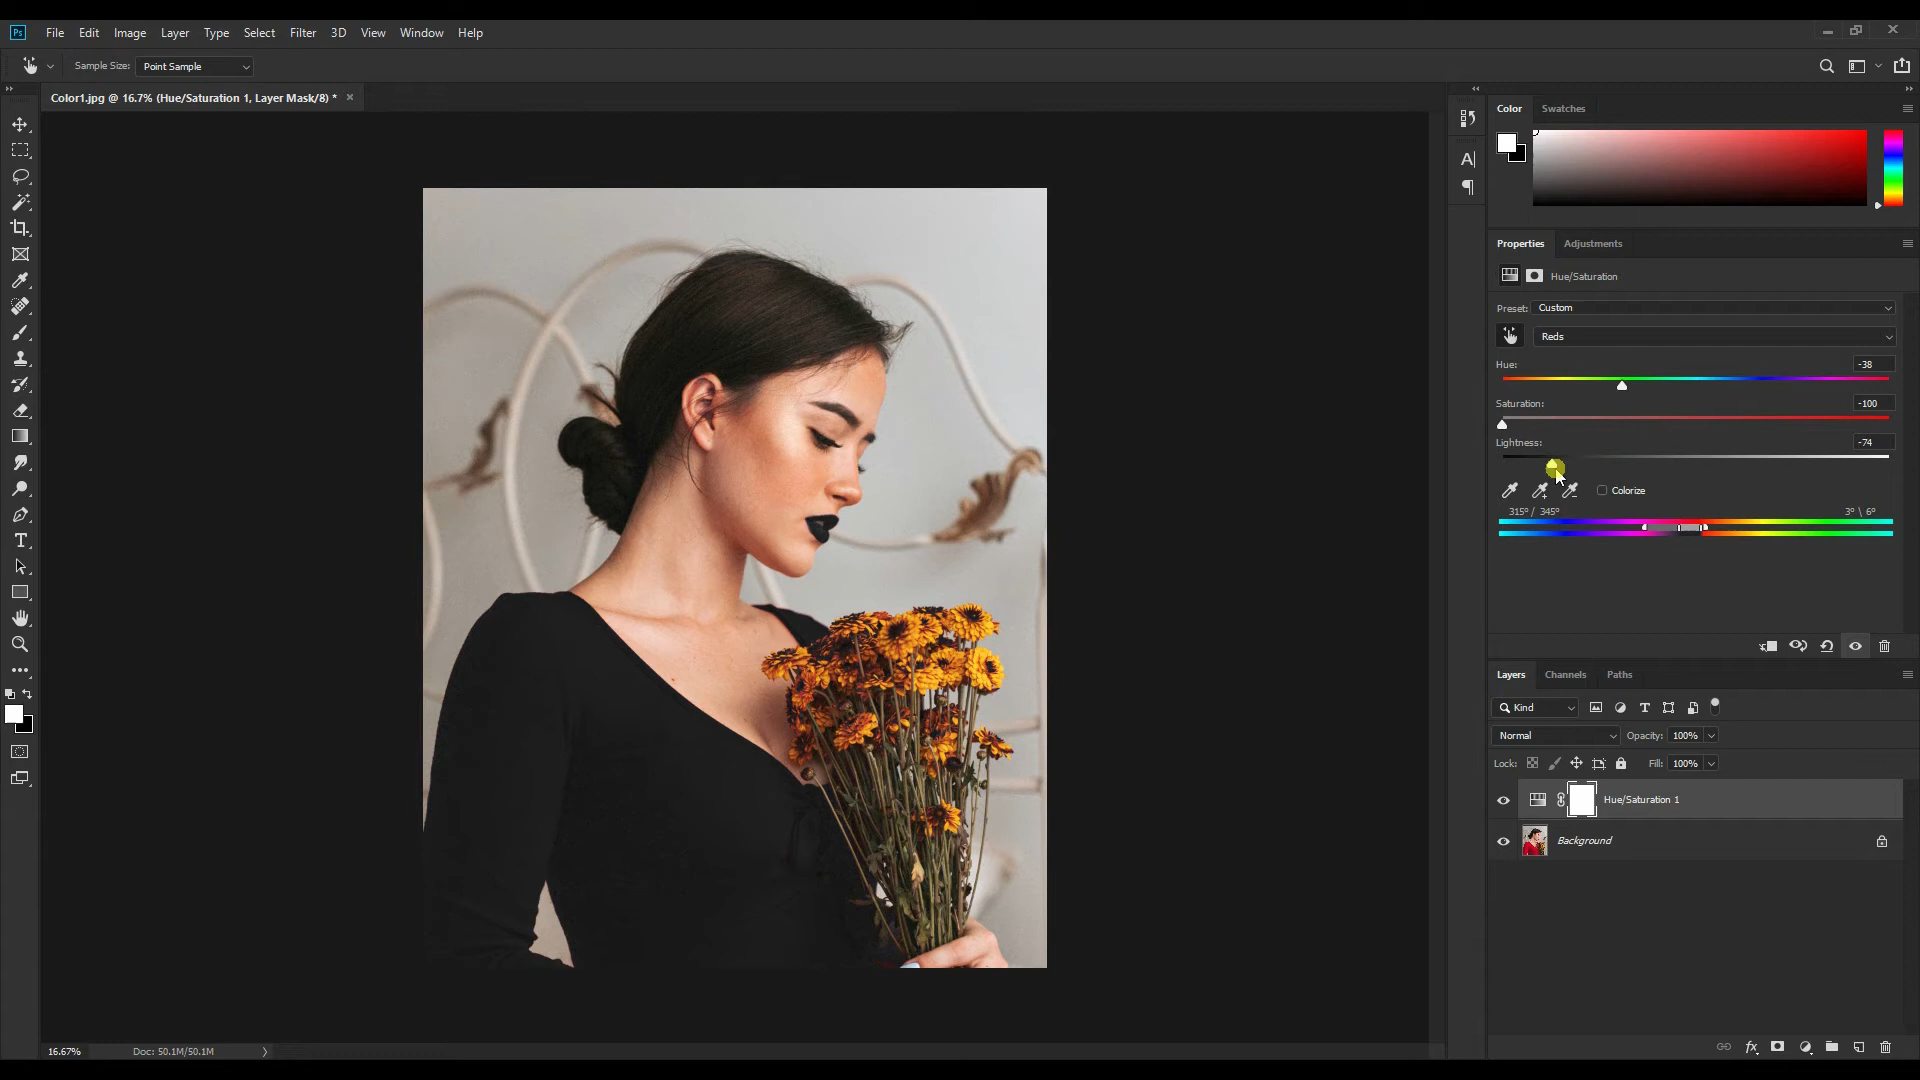 Ps File Edit Image Layer Type Select Filter 3D View Window Help
Sample Size: Point Sample
Color1.jpg @ 16.7% (Hue/Saturation 1, Layer Mask/8) *
Color Swatches
Properties Adjustments
Hue/Saturation
Preset: Custom
Reds
Hue: -38
Saturation: -100
Lightness: -74
Colorize
315°/ 345° 3° \ 6°
Layers Channels Paths
Kind
Normal Opacity: 100%
Lock: Fill: 100%
Hue/Saturation 1
Background
16.67% Doc: 50.1M/50.1M